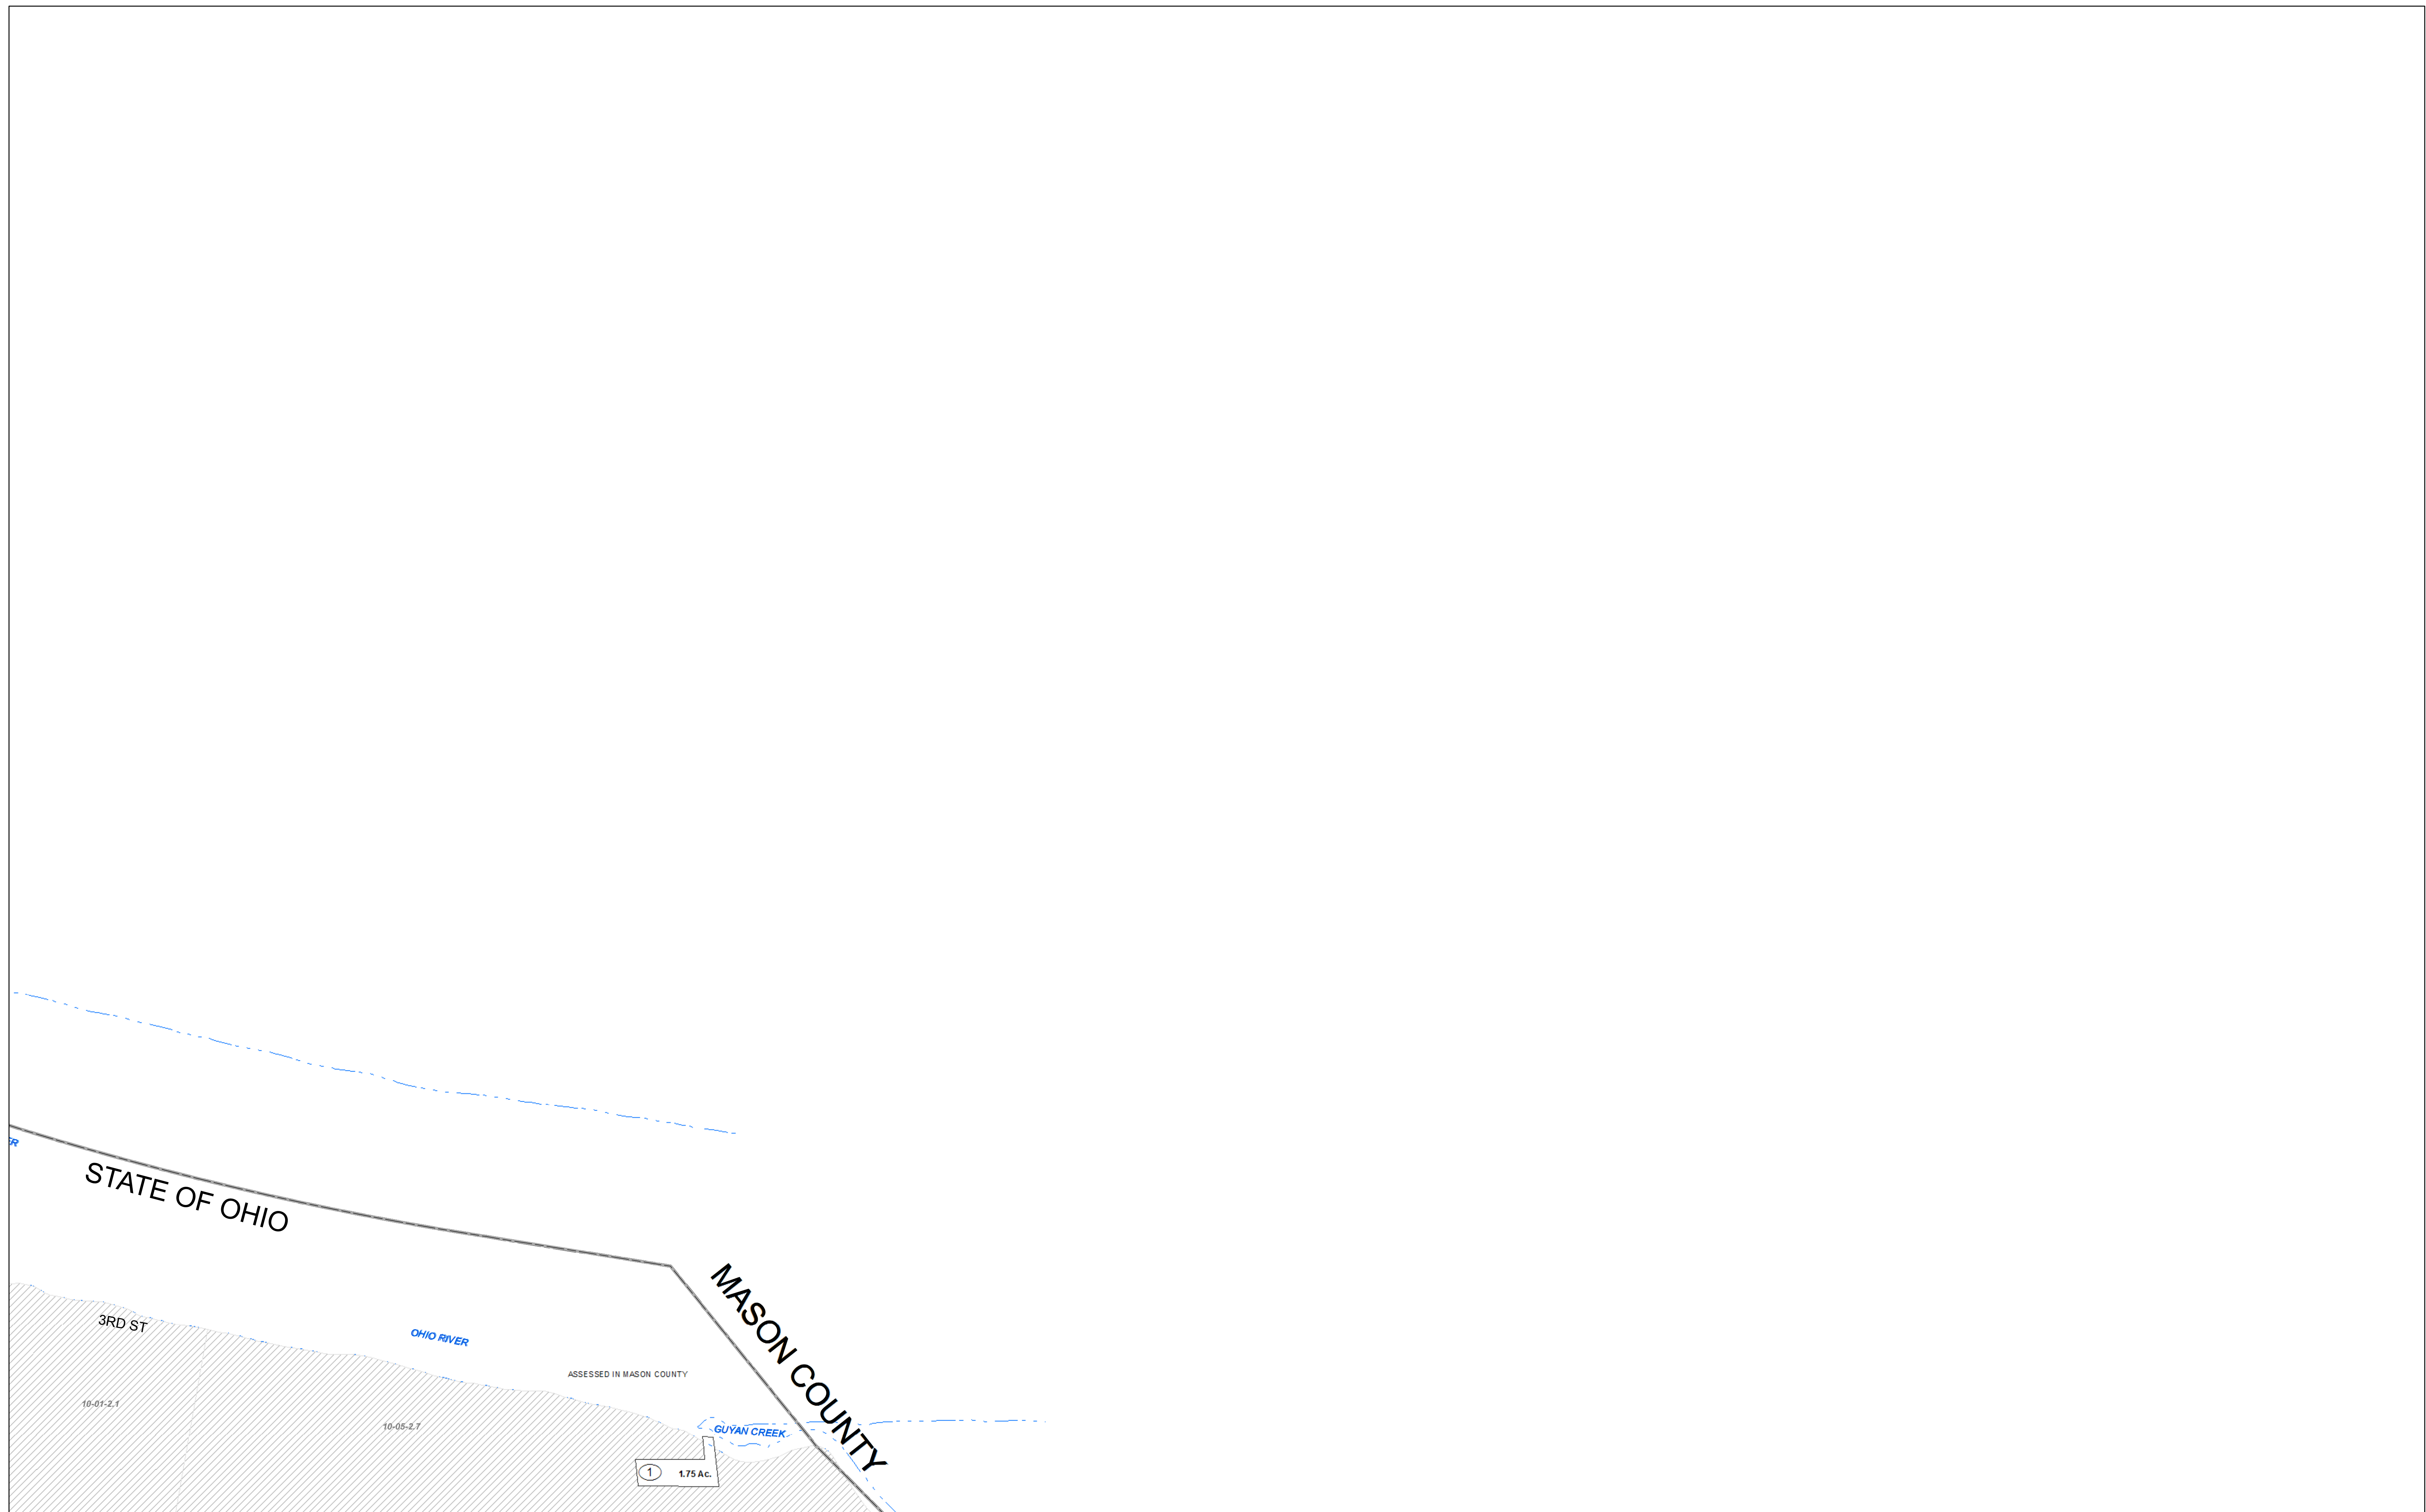 ER
STATE OF OHIO
MASON COUNTY
3RD ST
OHIO RIVER
ASSESSED IN MASON COUNTY
10-01-2.1
10-05-2.7
GUYAN CREEK
1
1.75 Ac.